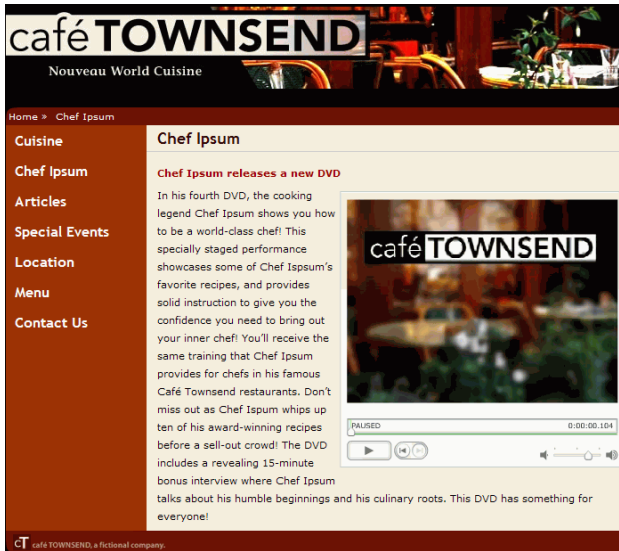 café TOWNSEND
Nouveau World Cuisine
Home » Chef Ipsum
Cuisine
Chef Ipsum
Articles
Special Events
Location
Menu
Contact Us
Chef Ipsum
Chef Ipsum releases a new DVD
In his fourth DVD, the cooking
legend Chef Ipsum shows you how
to be a world-class chef! This
specially staged performance
showcases some of Chef Ispsum's
favorite recipes, and provides
solid instruction to give you the
confidence you need to bring out
your inner chef! You'll receive the
same training that Chef Ipsum
provides for chefs in his famous
Café Townsend restaurants. Don't
miss out as Chef Ispum whips up
ten of his award-winning recipes
before a sell-out crowd! The DVD
includes a revealing 15-minute
bonus interview where Chef Ipsum
talks about his humble beginnings and his culinary roots. This DVD has something for
everyone!
café TOWNSEND
PAUSED 0:00:00.104
cT café TOWNSEND, a fictional company.